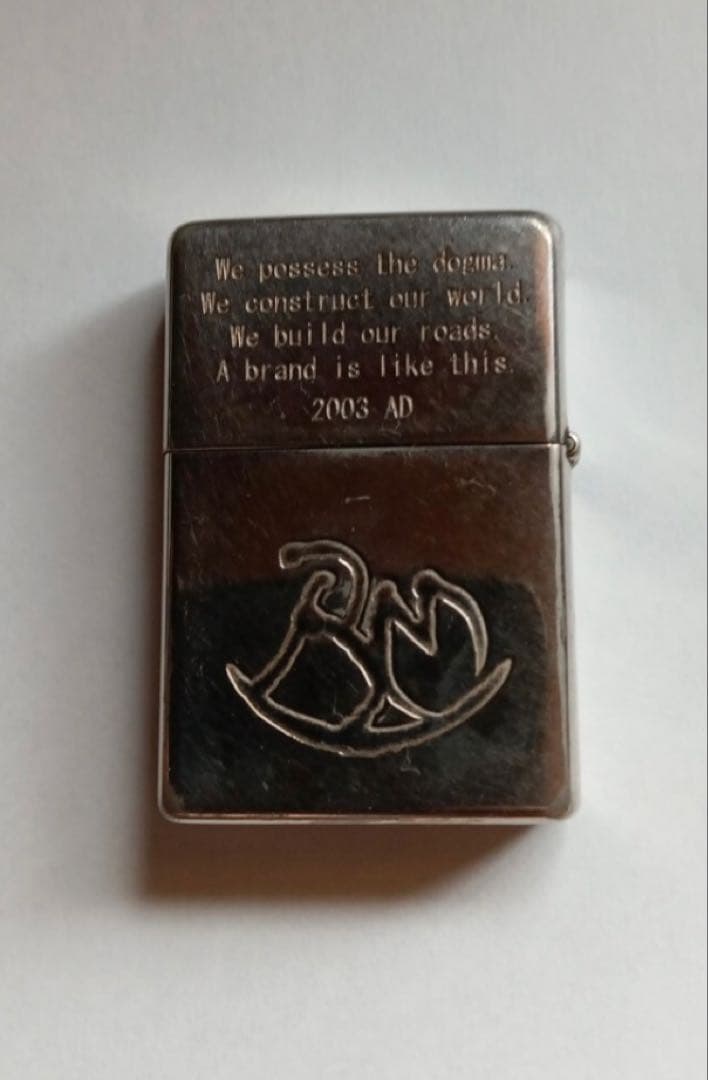 We possess the dogma.
We construct our world.
We build our roads.
A brand is like this.
2003 AD